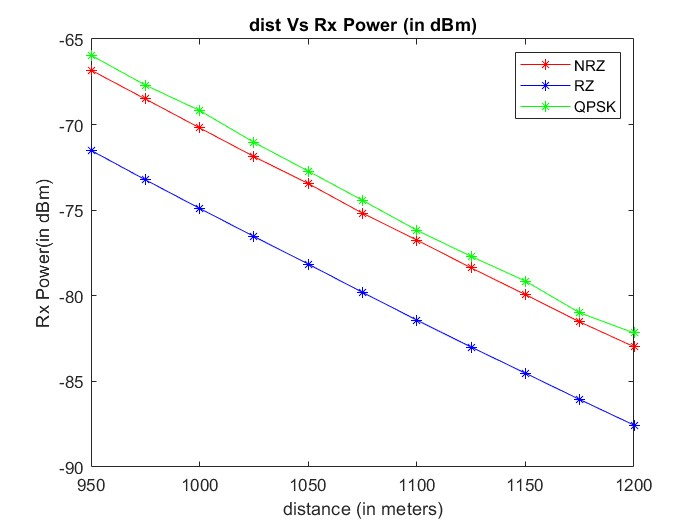 dist Vs Rx Power (in dBm)
-65
-70
-75
-80
-85
-90
Rx Power(in dBm)
NRZ
RZ
QPSK
950
1000
1050
1100
1150
1200
distance (in meters)